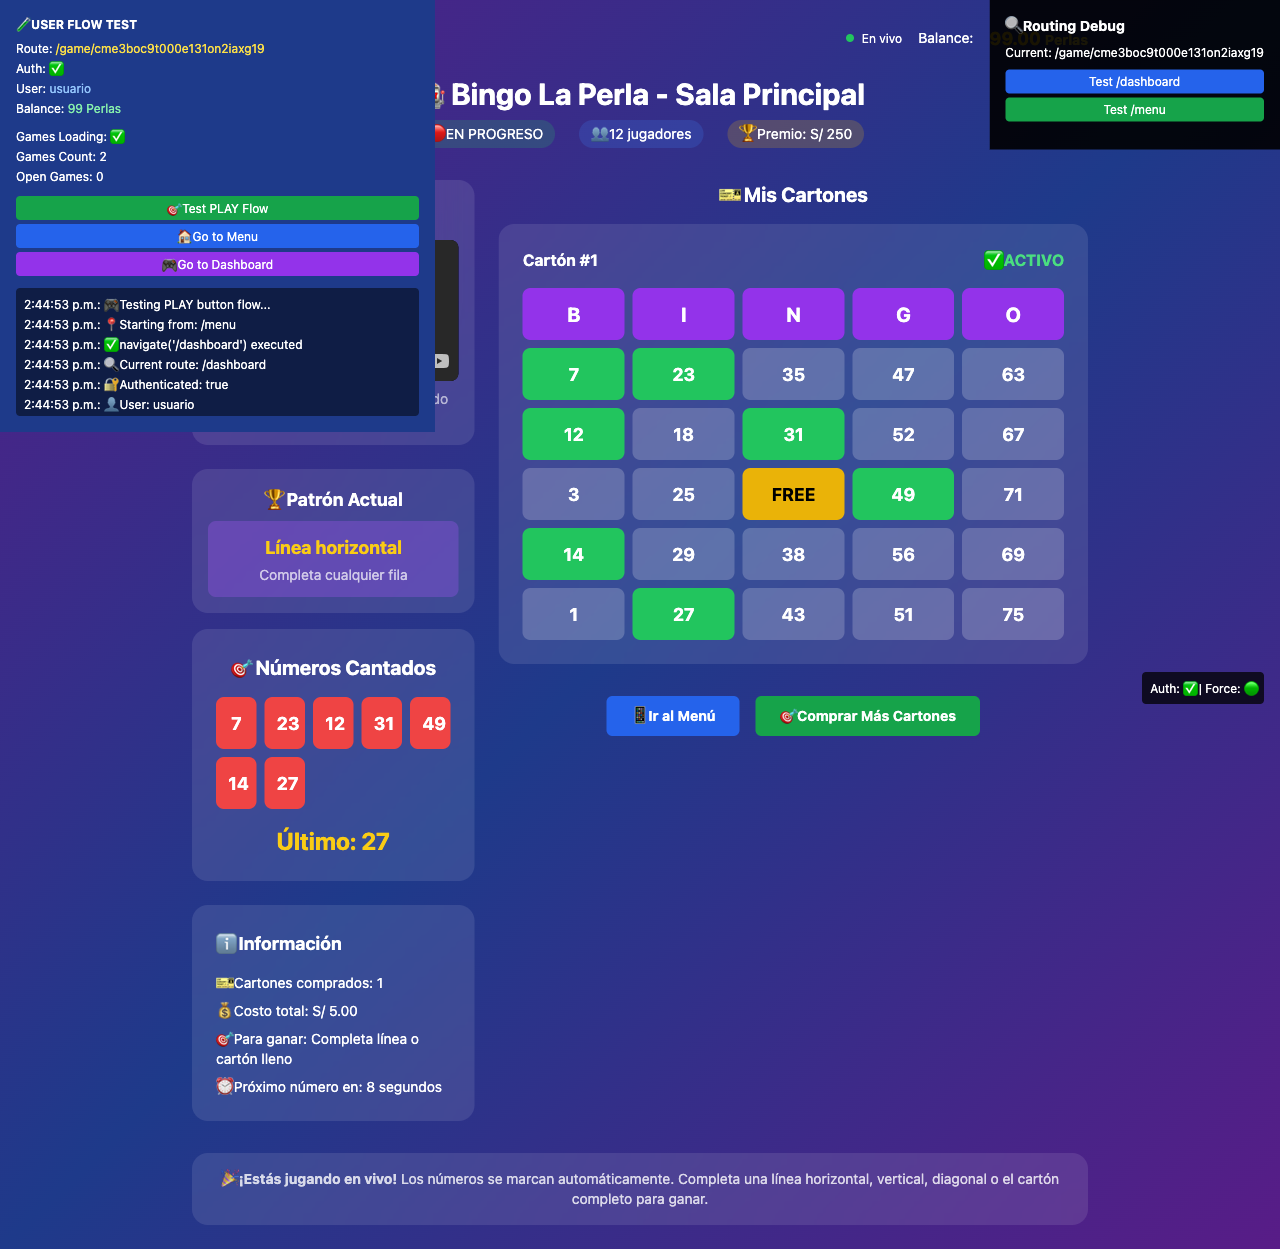 🧪USER FLOW TEST
Route: /game/cme3boc9t000e131on2iaxg19
Auth: ✅
User: usuario
Balance: 99 Perlas
Games Loading: ✅
Games Count: 2
Open Games: 0
🎯Test PLAY Flow
🏠Go to Menu
🎮Go to Dashboard
2:44:53 p.m.: 🎮Testing PLAY button flow...
2:44:53 p.m.: 📍Starting from: /menu
2:44:53 p.m.: ✅navigate('/dashboard') executed
2:44:53 p.m.: 🔍Current route: /dashboard
2:44:53 p.m.: 🔐Authenticated: true
2:44:53 p.m.: 👤User: usuario
En vivo
Balance:
99.00 Perlas
🔍Routing Debug
Current: /game/cme3boc9t000e131on2iaxg19
Test /dashboard
Test /menu
Bingo La Perla - Sala Principal
🔴EN PROGRESO
👥12 jugadores
🏆Premio: S/ 250
do
🏆Patrón Actual
Línea horizontal
Completa cualquier fila
🎯Números Cantados
7 23 12 31 49
14 27
Último: 27
ℹ️Información
🎫Cartones comprados: 1
💰Costo total: S/ 5.00
🎯Para ganar: Completa línea o
cartón lleno
⏰Próximo número en: 8 segundos
🎫Mis Cartones
Cartón #1
✅ACTIVO
B I N G O
7 23 35 47 63
12 18 31 52 67
3 25 FREE 49 71
14 29 38 56 69
1 27 43 51 75
📱Ir al Menú
🎯Comprar Más Cartones
Auth: ✅| Force: 🟢
🎉¡Estás jugando en vivo! Los números se marcan automáticamente. Completa una línea horizontal, vertical, diagonal o el cartón
completo para ganar.